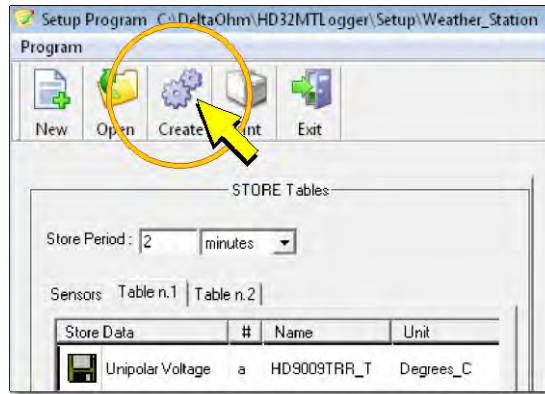 Setup Program C:\DeltaOhm\HD32MTLogger\Setup\Weather_Station
Program
New Open Create Exit
STORE Tables
Store Period : 2 minutes
Sensors Table n.1 Table n.2
Store Data # Name Unit
Unipolar Voltage a HD9009TRR_T Degrees_C